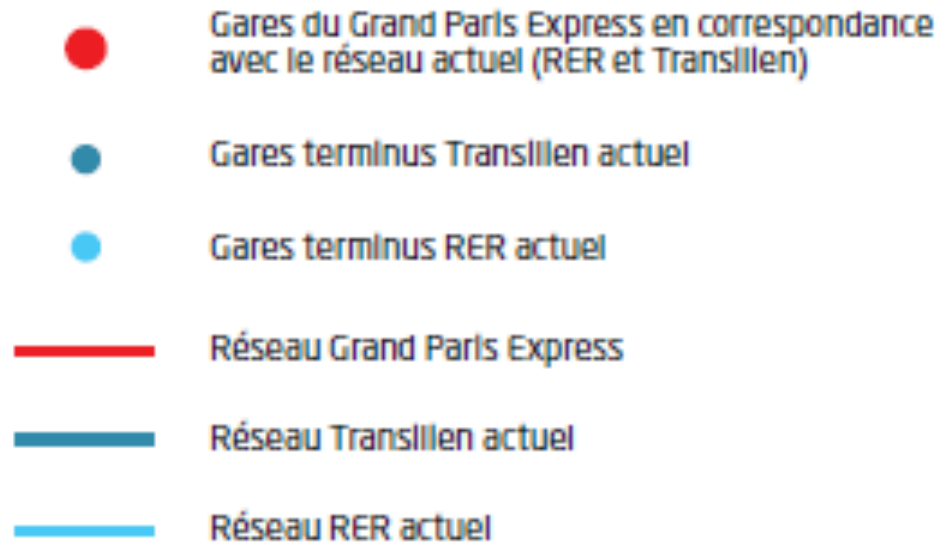 Gares du Grand Paris Express en correspondance
avec le réseau actuel (RER et Transilien)
Gares terminus Transilien actuel
Gares terminus RER actuel
Réseau Grand Paris Express
Réseau Transilien actuel
Réseau RER actuel